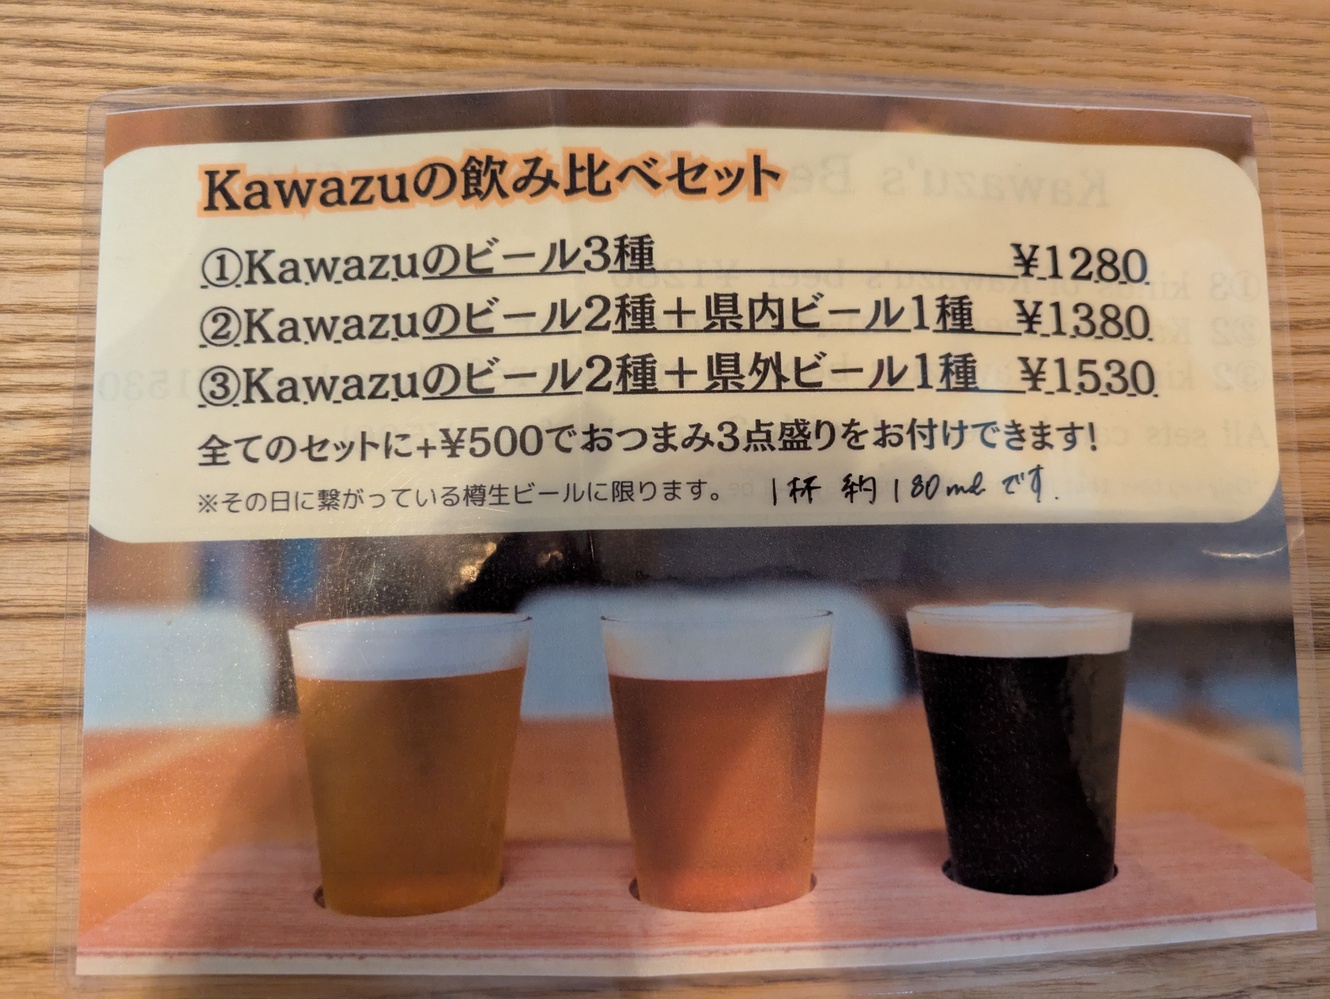 Kawazuの飲み比べセット
①Kawazuのビール3種 ¥1280
②Kawazuのビール2種＋県内ビール1種 ¥1380
③Kawazuのビール2種＋県外ビール1種 ¥1530
全てのセットに+¥500でおつまみ3点盛りをお付けできます!
※その日に繋がっている樽生ビールに限ります。 1杯 約180mlです.